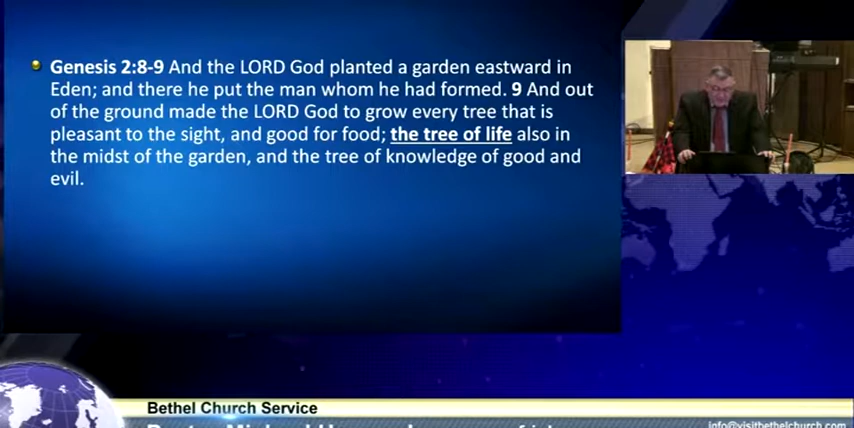 Genesis 2:8-9 And the LORD God planted a garden eastward in
Eden; and there he put the man whom he had formed. 9 And out
of the ground made the LORD God to grow every tree that is
pleasant to the sight, and good for food; the tree of life also in
the midst of the garden, and the tree of knowledge of good and
evil.
Bethel Church Service
info@visitbethelchurch.com